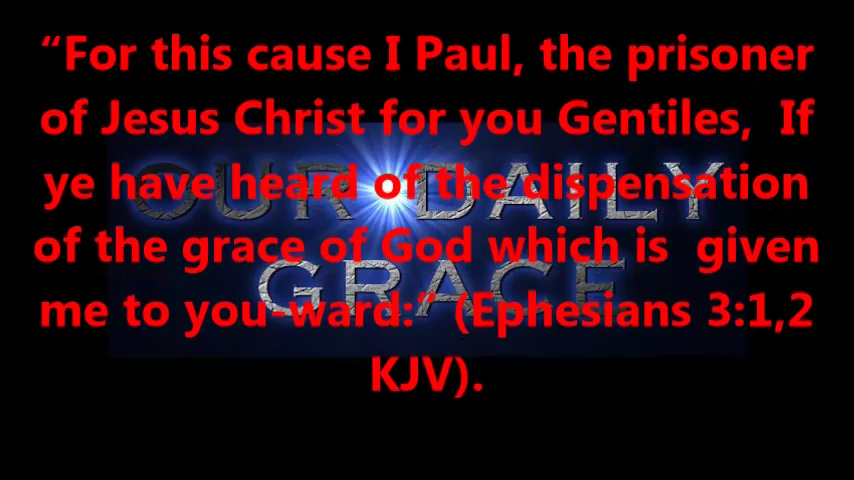 “For this cause I Paul, the prisoner
of Jesus Christ for you Gentiles,  If
ye have heard of the dispensation
of the grace of God which is  given
me to you-ward:” (Ephesians 3:1,2
KJV).
OUR DAILY
GRACE